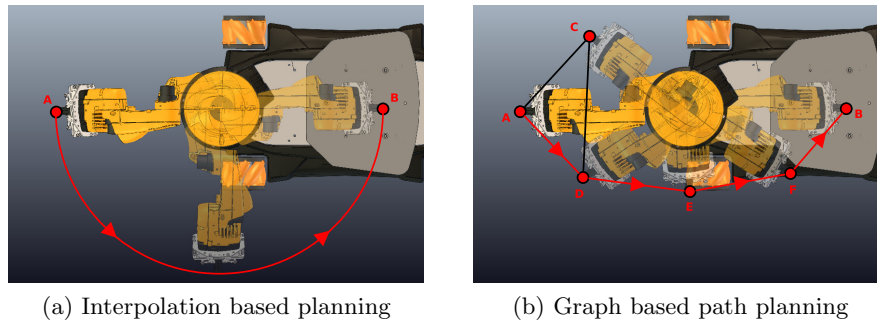 A
B
(a) Interpolation based planning
C
A
B
D
E
F
(b) Graph based path planning